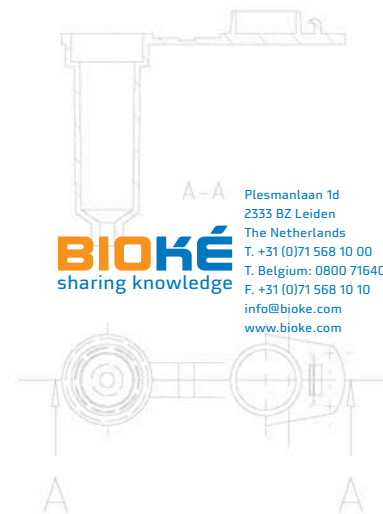 A-A
Plesmanlaan 1d
2333 BZ Leiden
The Netherlands
T. +31 (0)71 568 10 00
T. Belgium: 0800 71640
F. +31 (0)71 568 10 10
info@bioke.com
www.bioke.com
BIOKÉ
sharing knowledge
A A